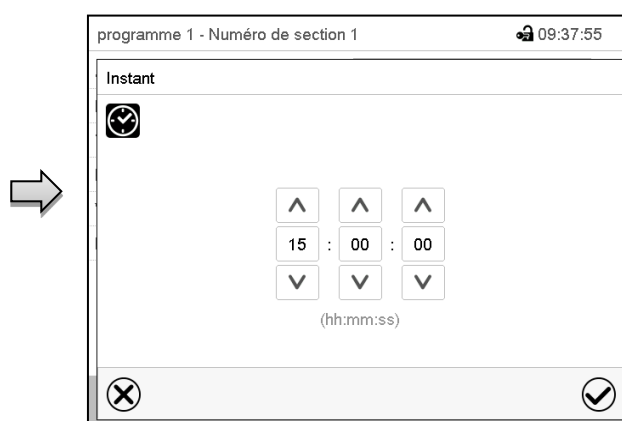 programme 1 - Numéro de section 1 09:37:55
Instant
15 : 00 : 00
(hh:mm:ss)